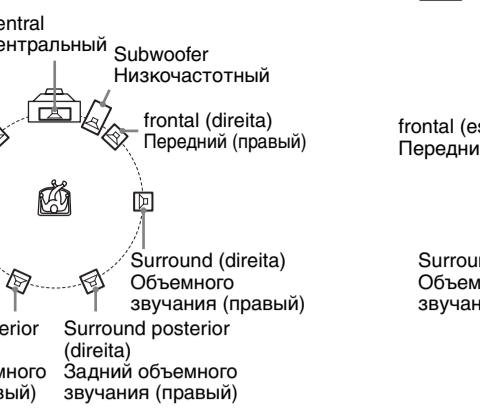 entral
ентральный
Subwoofer
Низкочастотный
frontal (direita)
Передний (правый)
frontal (es
Передни
Surround (direita)
Объемного
звучания (правый)
Surroun
Объем
звучан
erior
много
вый)
Surround posterior
(direita)
Задний объемного
звучания (правый)